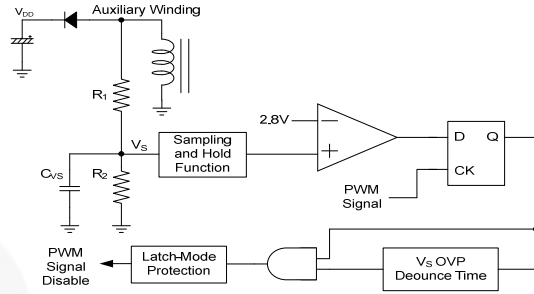 Auxiliary Winding
VDD
R1
VS
Sampling
and Hold
Function
2.8V
D Q
CK
CVS
R2
PWM
Signal
PWM
Signal
Disable
Latch-Mode
Protection
VS OVP
Deounce Time